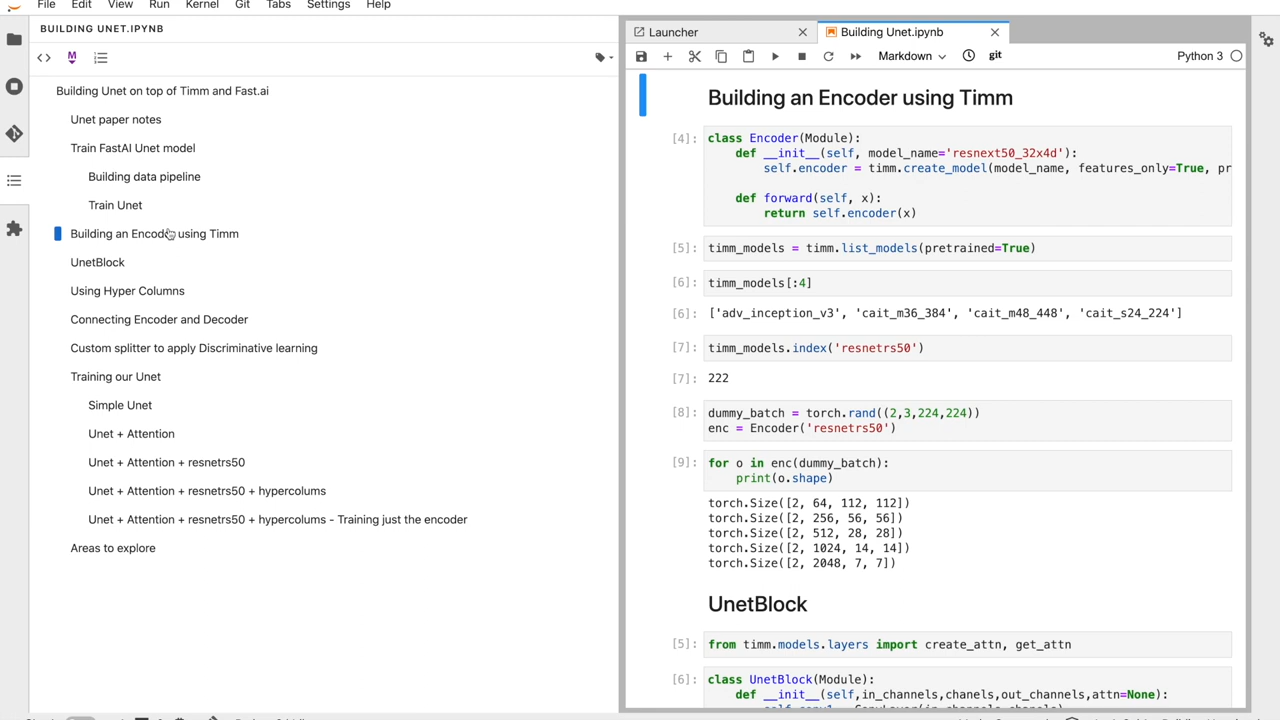 File Edit View Run Kernel Git Tabs Settings Help
BUILDING UNET.IPYNB
Building Unet on top of Timm and Fast.ai
Unet paper notes
Train FastAI Unet model
Building data pipeline
Train Unet
Building an Encoder using Timm
UnetBlock
Using Hyper Columns
Connecting Encoder and Decoder
Custom splitter to apply Discriminative learning
Training our Unet
Simple Unet
Unet + Attention
Unet + Attention + resnetrs50
Unet + Attention + resnetrs50 + hypercolums
Unet + Attention + resnetrs50 + hypercolums - Training just the encoder
Areas to explore
Launcher
Building Unet.ipynb
Markdown
git
Python 3
Building an Encoder using Timm
[4]: class Encoder(Module):
def __init__(self, model_name='resnext50_32x4d'):
self.encoder = timm.create_model(model_name, features_only=True, pr
def forward(self, x):
return self.encoder(x)
[5]: timm_models = timm.list_models(pretrained=True)
[6]: timm_models[:4]
[6]: ['adv_inception_v3', 'cait_m36_384', 'cait_m48_448', 'cait_s24_224']
[7]: timm_models.index('resnetrs50')
[7]: 222
[8]: dummy_batch = torch.rand((2,3,224,224))
enc = Encoder('resnetrs50')
[9]: for o in enc(dummy_batch):
print(o.shape)
torch.Size([2, 64, 112, 112])
torch.Size([2, 256, 56, 56])
torch.Size([2, 512, 28, 28])
torch.Size([2, 1024, 14, 14])
torch.Size([2, 2048, 7, 7])
UnetBlock
[5]: from timm.models.layers import create_attn, get_attn
[6]: class UnetBlock(Module):
def __init__(self,in_channels,chanels,out_channels,attn=None):